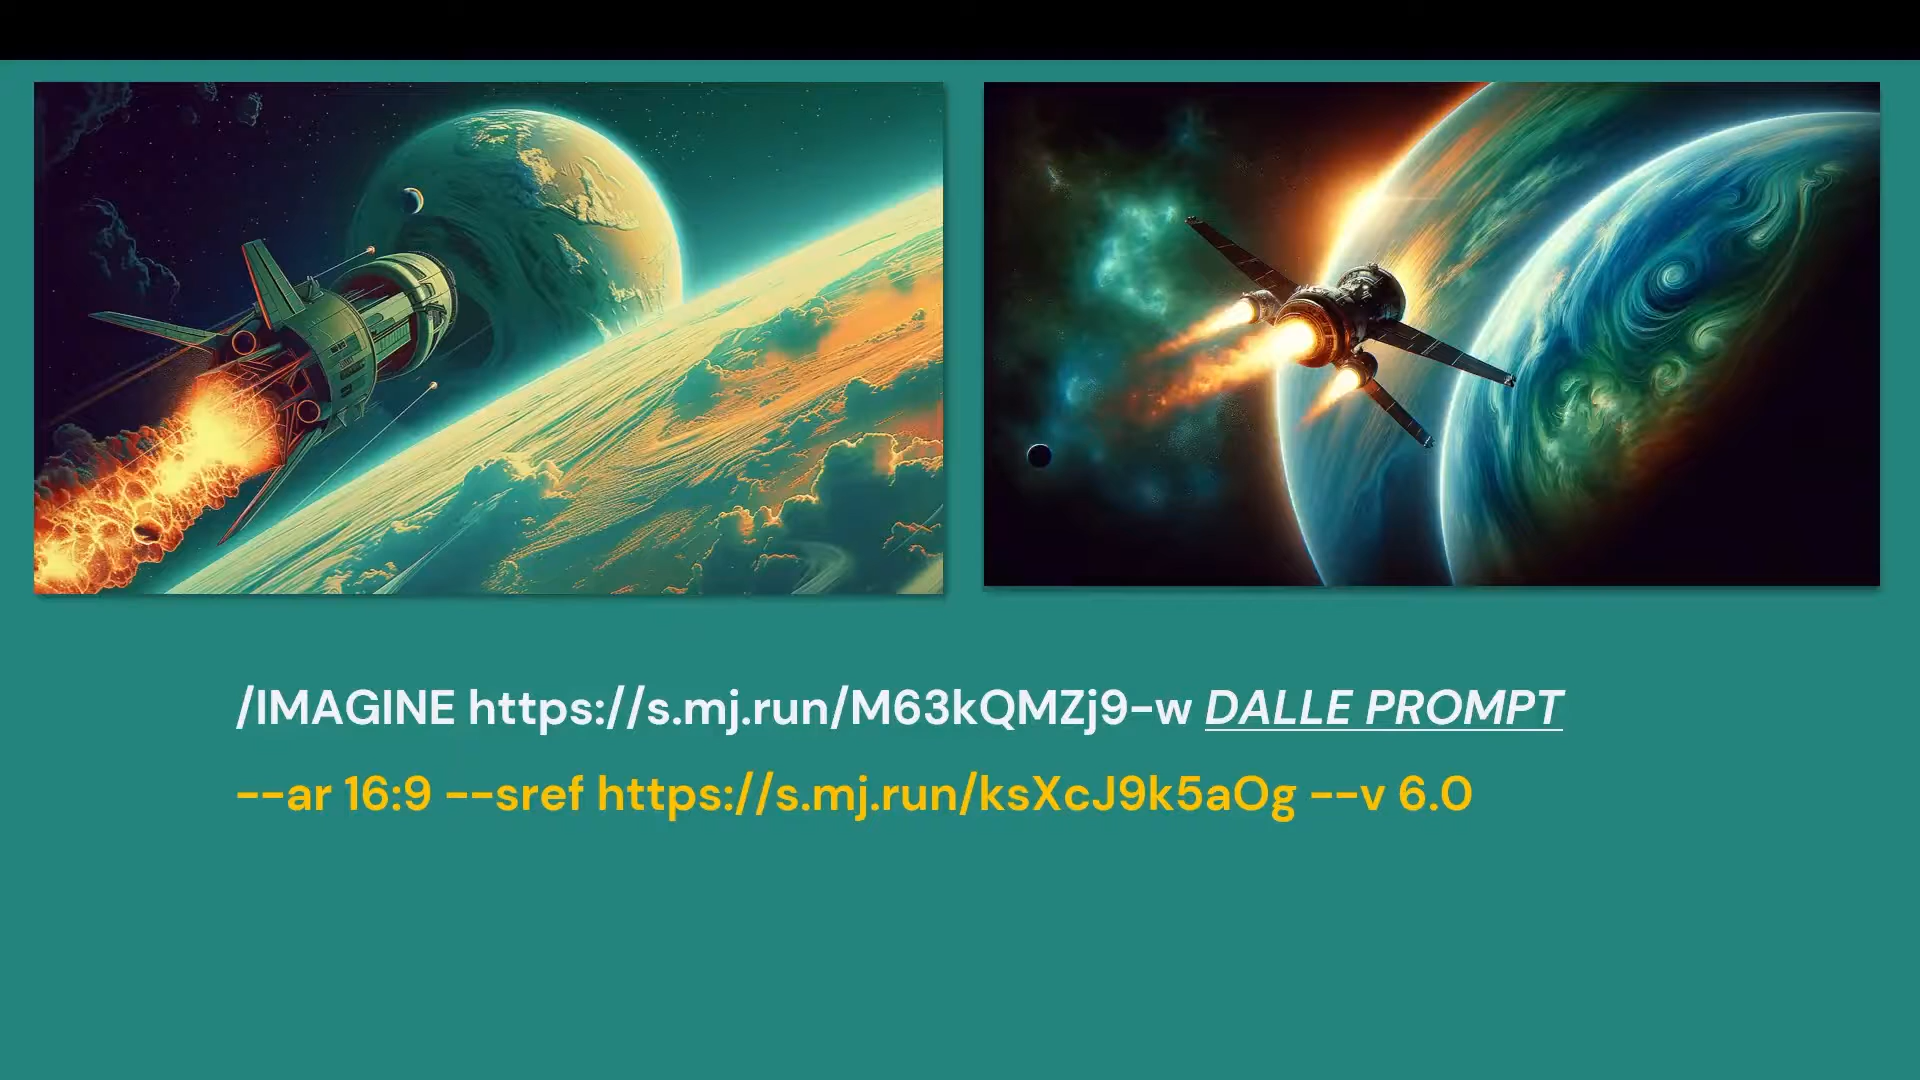 /IMAGINE https://s.mj.run/M63kQMZj9-w DALLE PROMPT
--ar 16:9 --sref https://s.mj.run/ksXcJ9k5aOg --v 6.0